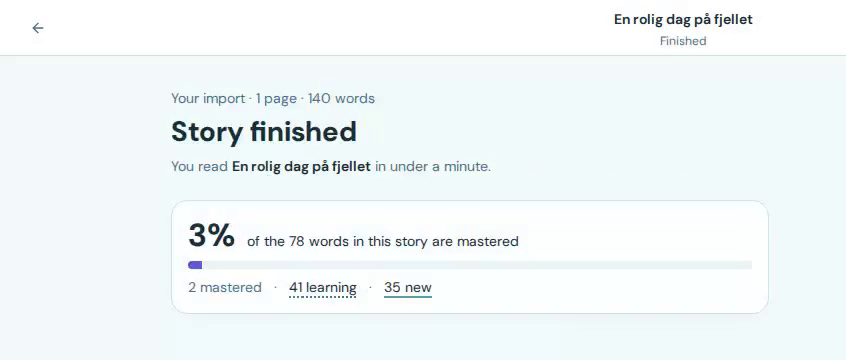 En rolig dag på fjellet
Finished
Your import · 1 page · 140 words
Story finished
You read En rolig dag på fjellet in under a minute.
3% of the 78 words in this story are mastered
2 mastered · 41 learning · 35 new